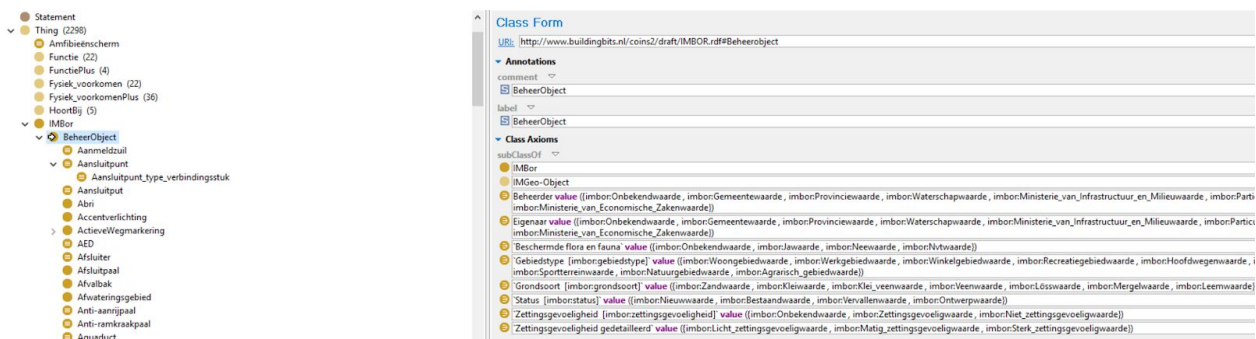 Statement
Thing (2298)
Amfibieënscherm
Functie (22)
FunctiePlus (4)
Fysiek_voorkomen (22)
Fysiek_voorkomenPlus (36)
HoortBij (5)
IMBor
BeheerObject
Aanmeldzuil
Aansluitpunt
Aansluitpunt_type_verbindingsstuk
Aansluitput
Abri
Accentverlichting
ActieveWegmarkering
AED
Afsluiter
Afsluitpaal
Afvalbak
Afwateringsgebied
Anti-aanrijpaal
Anti-ramkraakpaal
Aquaduct
Class Form
URI: http://www.buildingbits.nl/coins2/draft/IMBOR.rdf#Beheerobject
Annotations
comment
BeheerObject
label
BeheerObject
Class Axioms
subClassOf
IMBor
IMGeo-Object
Beheerder value ({imbor:Onbekendwaarde , imbor:Gemeentewaarde , imbor:Provinciewaarde , imbor:Waterschapwaarde , imbor:Ministerie_van_Infrastructuur_en_Milieuwaarde , imbor:Partic
imbor:Ministerie_van_Economische_Zakenwaarde})
Eigenaar value ({imbor:Onbekendwaarde , imbor:Gemeentewaarde , imbor:Provinciewaarde , imbor:Waterschapwaarde , imbor:Ministerie_van_Infrastructuur_en_Milieuwaarde , imbor:Particu
imbor:Ministerie_van_Economische_Zakenwaarde})
`Beschermde flora en fauna` value ({imbor:Onbekendwaarde , imbor:Jawaarde , imbor:Neewaarde , imbor:Nvtwaarde})
`Gebiedstype [imbor:gebiedstype]` value ({imbor:Woongebiedwaarde , imbor:Werkgebiedwaarde , imbor:Winkelgebiedwaarde , imbor:Recreatiegebiedwaarde , imbor:Hoofdwegenwaarde , i
imbor:Sportterreinwaarde , imbor:Natuurgebiedwaarde , imbor:Agrarisch_gebiedwaarde})
`Grondsoort [imbor:grondsoort]` value ({imbor:Zandwaarde , imbor:Kleiwaarde , imbor:Klei_veenwaarde , imbor:Veenwaarde , imbor:Lösswaarde , imbor:Mergelwaarde , imbor:Leemwaarde}
`Status [imbor:status]` value ({imbor:Nieuwwaarde , imbor:Bestaandwaarde , imbor:Vervallenwaarde , imbor:Ontwerpwaarde})
`Zettingsgevoeligheid [imbor:zettingsgevoeligheid]` value ({imbor:Onbekendwaarde , imbor:Zettingsgevoeligwaarde , imbor:Niet_zettingsgevoeligwaarde})
`Zettingsgevoeligheid gedetailleerd` value ({imbor:Licht_zettingsgevoeligwaarde , imbor:Matig_zettingsgevoeligwaarde , imbor:Sterk_zettingsgevoeligwaarde})